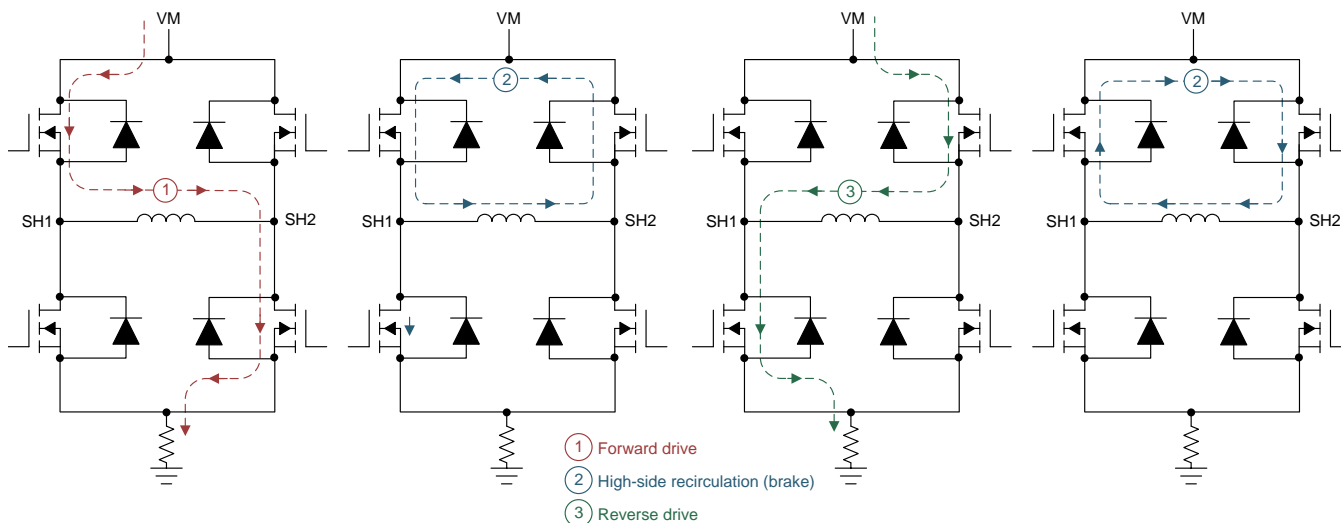 VM
VM
VM
VM
2
2
1
3
SH1
SH2
SH1
SH2
SH1
SH2
SH1
SH2
1 Forward drive
2 High-side recirculation (brake)
3 Reverse drive